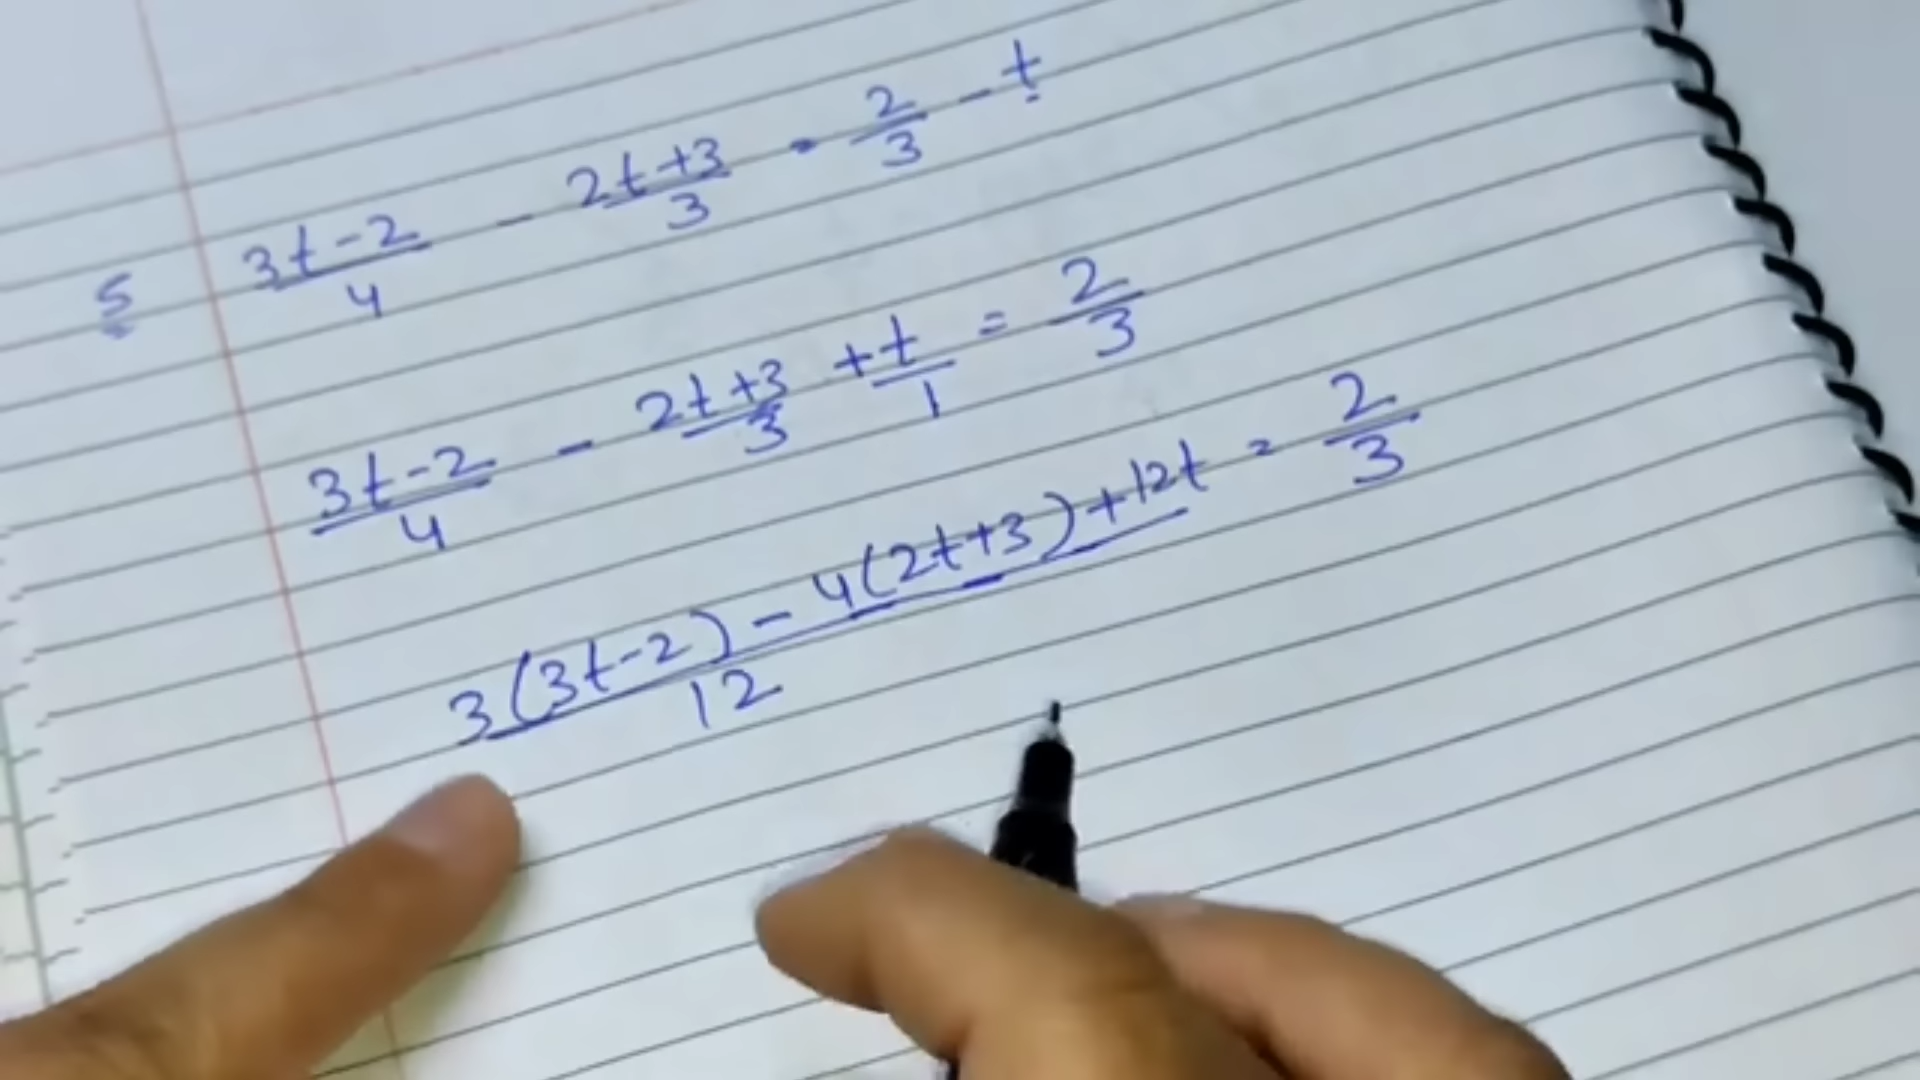 5 (3t-2)/4 - (2t+3)/3 = 2/3 - t
(3t-2)/4 - (2t+3)/3 + t/1 = 2/3
(3(3t-2) - 4(2t+3) + 12t)/12 = 2/3